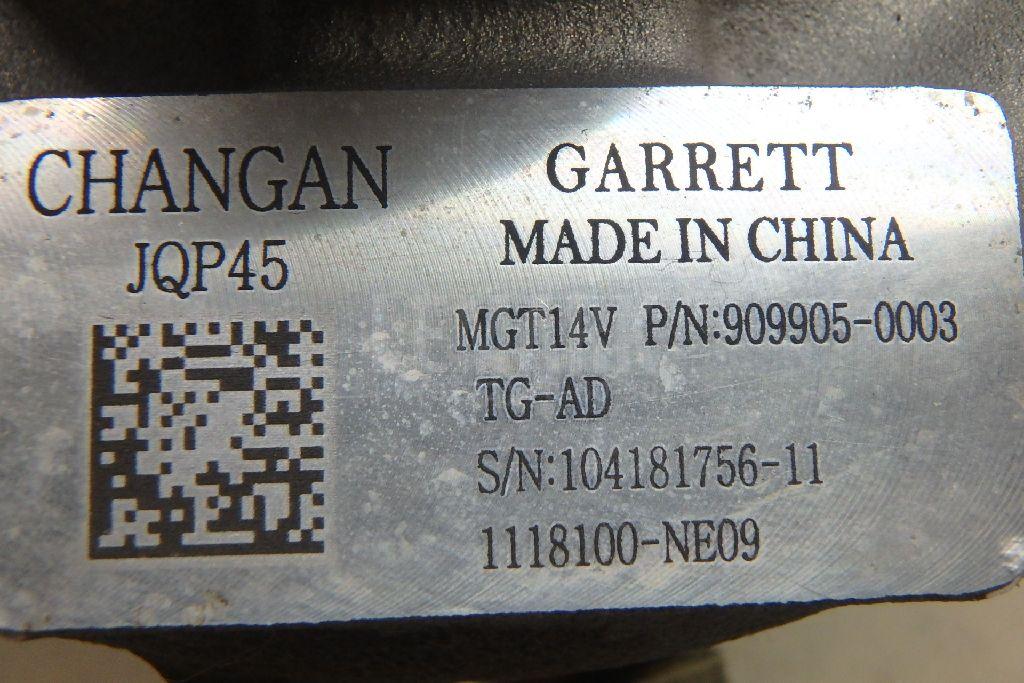 CHANGAN
JQP45
GARRETT
MADE IN CHINA
MGT14V P/N:909905-0003
TG-AD
S/N:104181756-11
1118100-NE09